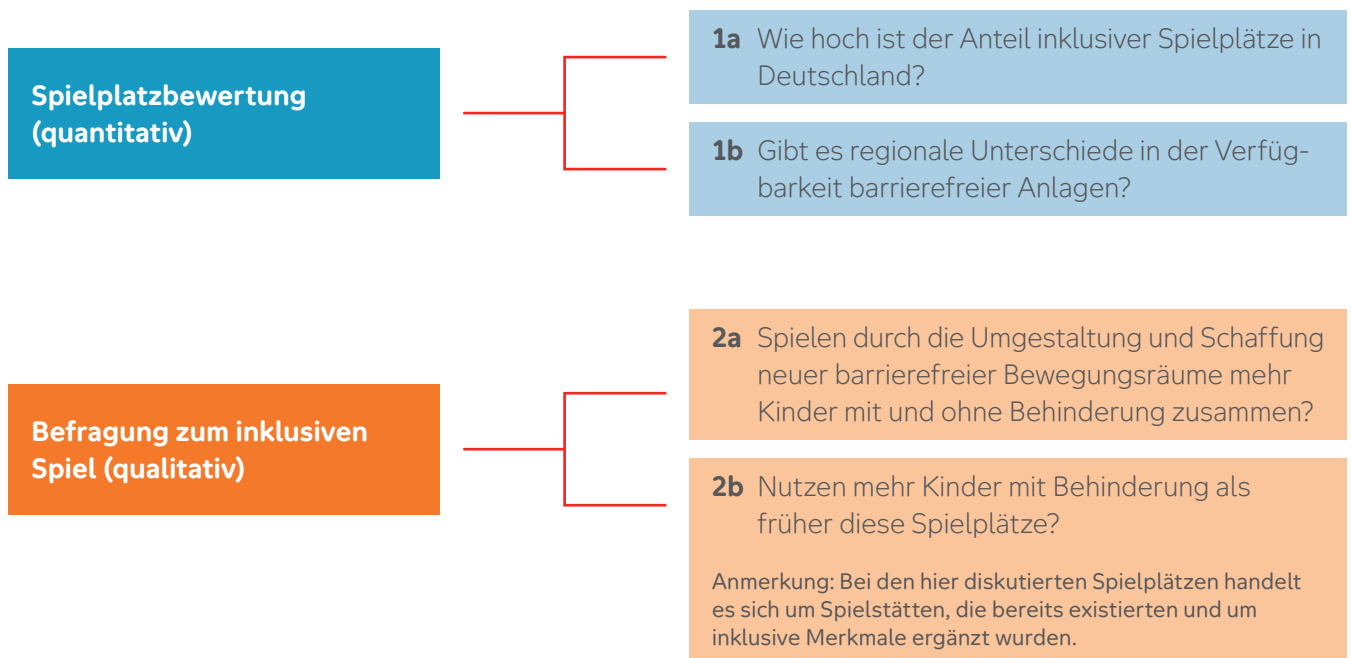 Spielplatzbewertung
(quantitativ)
1a Wie hoch ist der Anteil inklusiver Spielplätze in
Deutschland?
1b Gibt es regionale Unterschiede in der Verfüg-
barkeit barrierefreier Anlagen?
Befragung zum inklusiven
Spiel (qualitativ)
2a Spielen durch die Umgestaltung und Schaffung
neuer barrierefreier Bewegungsräume mehr
Kinder mit und ohne Behinderung zusammen?
2b Nutzen mehr Kinder mit Behinderung als
früher diese Spielplätze?
Anmerkung: Bei den hier diskutierten Spielplätzen handelt
es sich um Spielstätten, die bereits existierten und um
inklusive Merkmale ergänzt wurden.